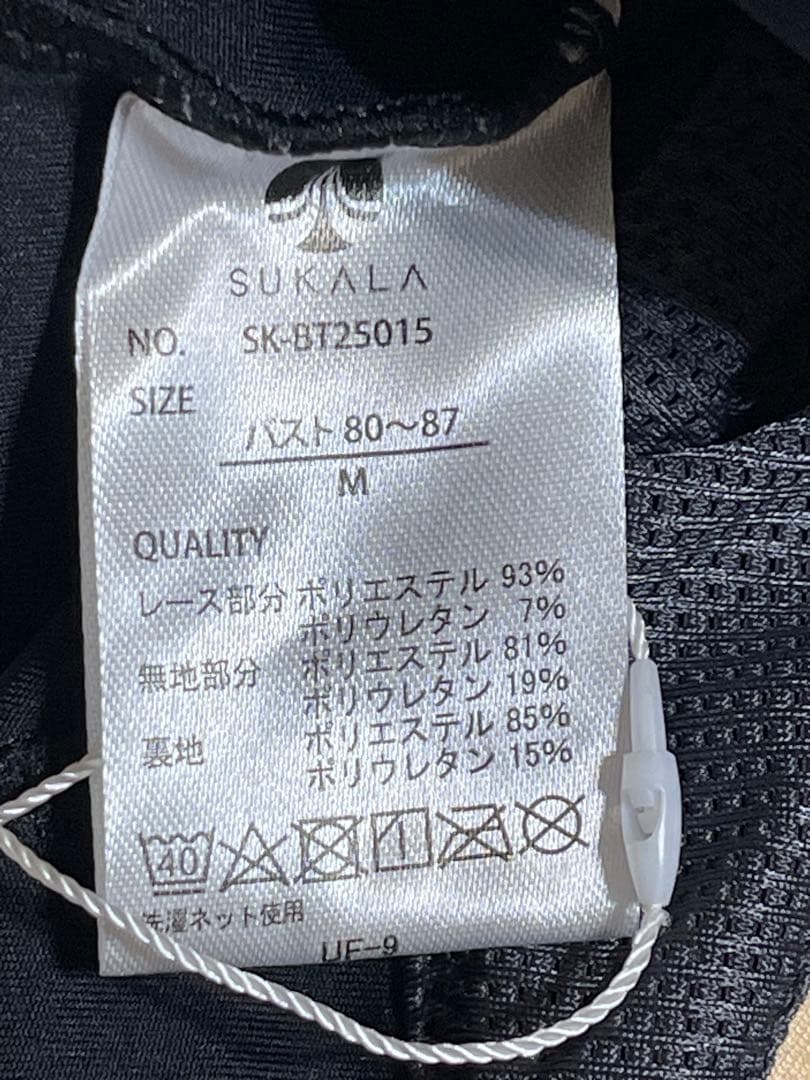 SUKALA
NO. SK-BT25015
SIZE
バスト80〜87
M
QUALITY
レース部分 ポリエステル 93%
ポリウレタン 7%
無地部分 ポリエステル 81%
ポリウレタン 19%
裏地 ポリエステル 85%
ポリウレタン 15%
40
洗濯ネット使用
UF-9